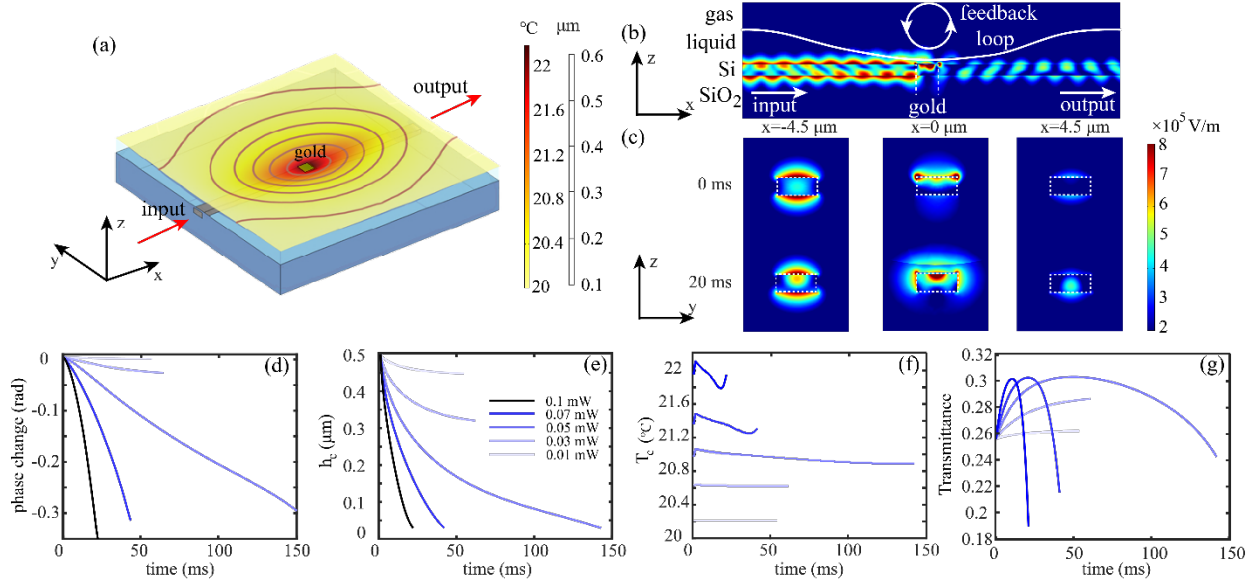 (a)
°C μm
22
21.6
21.2
20.8
20.4
20
0.6
0.5
0.4
0.3
0.2
0.1
output
gold
input
z
y
x
(b)
gas
liquid
Si
SiO2
feedback
loop
input
gold
output
z
x
x=-4.5 μm
x=0 μm
x=4.5 μm
(c)
0 ms
20 ms
z
y
×10⁵ V/m
8
7
6
5
4
3
2
(d)
phase change (rad)
0
-0.1
-0.2
-0.3
0 50 100 150
time (ms)
(e)
h_c (μm)
0.5
0.4
0.3
0.2
0.1
0
0.1 mW
0.07 mW
0.05 mW
0.03 mW
0.01 mW
0 50 100 150
time (ms)
(f)
T_c (°C)
22
21.6
21.2
20.8
20.4
20
0 50 100 150
time (ms)
(g)
Transmittance
0.32
0.3
0.28
0.26
0.24
0.22
0.2
0.18
0 50 100 150
time (ms)